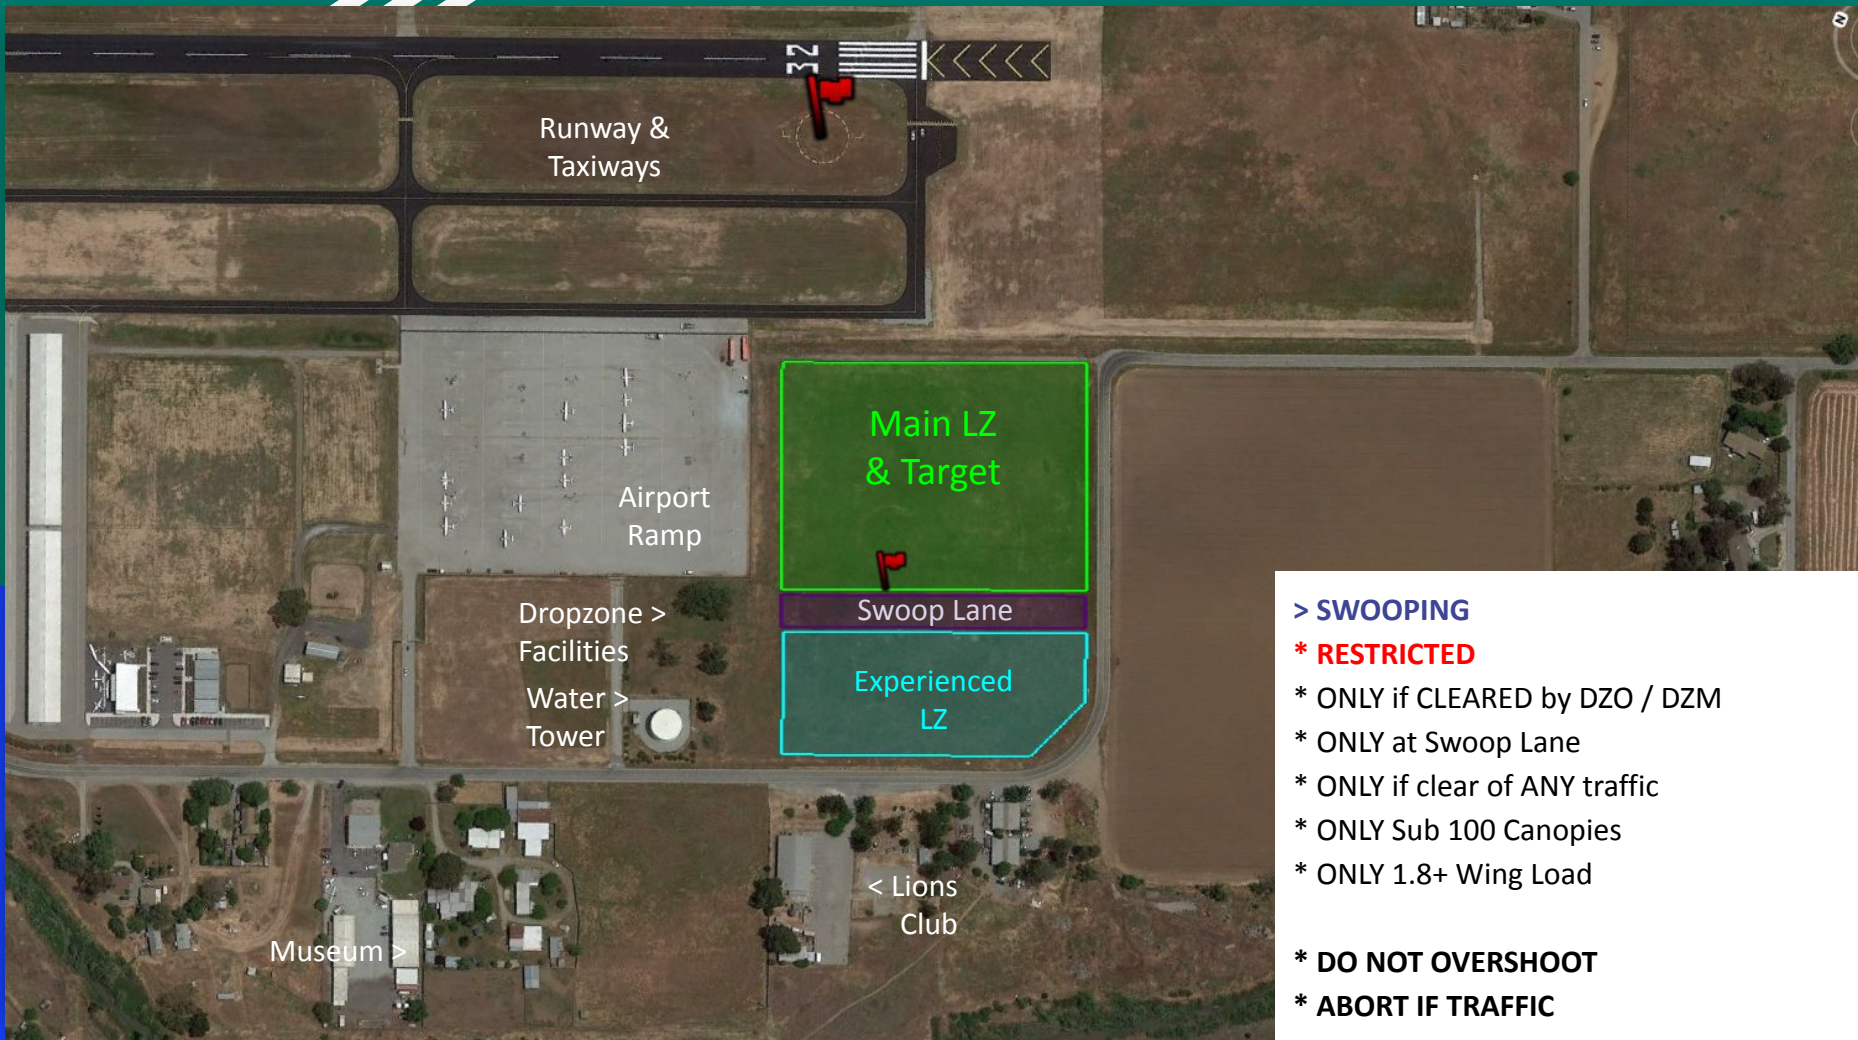 32
Runway &
Taxiways
N
Main LZ
& Target
Airport
Ramp
Dropzone >
Facilities
Water >
Tower
Swoop Lane
Experienced
LZ
< Lions
Club
Museum >
> SWOOPING
* RESTRICTED
* ONLY if CLEARED by DZO / DZM
* ONLY at Swoop Lane
* ONLY if clear of ANY traffic
* ONLY Sub 100 Canopies
* ONLY 1.8+ Wing Load
* DO NOT OVERSHOOT
* ABORT IF TRAFFIC